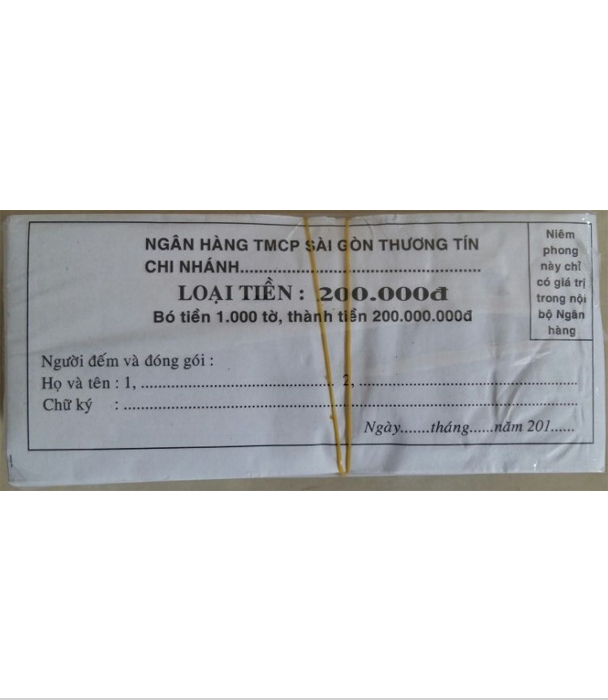 NGÂN HÀNG TMCP SÀI GÒN THƯƠNG TÍN
CHI NHÁNH................................................
LOẠI TIỀN : 200.000đ
Bó tiền 1.000 tờ, thành tiền 200.000.000đ
Niêm
phong
này chỉ
có giá trị
trong nội
bộ Ngân
hàng
Người đếm và đóng gói :
Họ và tên : 1, ........................................ 2, .............................................
Chữ ký : ..........................................................................................
Ngày.......tháng......năm 201......